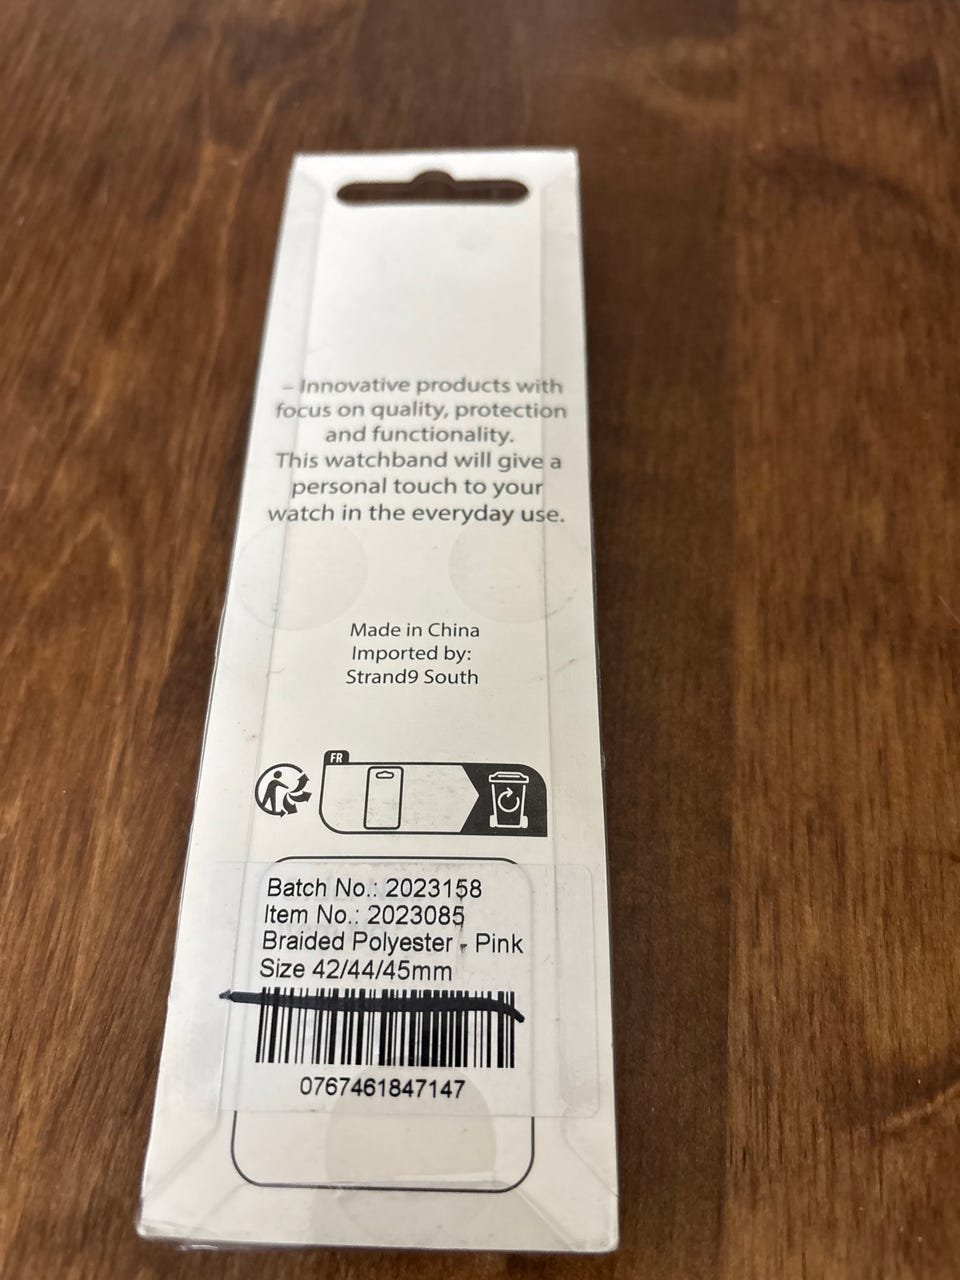 – Innovative products with
focus on quality, protection
and functionality.
This watchband will give a
personal touch to your
watch in the everyday use.
Made in China
Imported by:
Strand9 South
FR
Batch No.: 2023158
Item No.: 2023085
Braided Polyester - Pink
Size 42/44/45mm
0767461847147